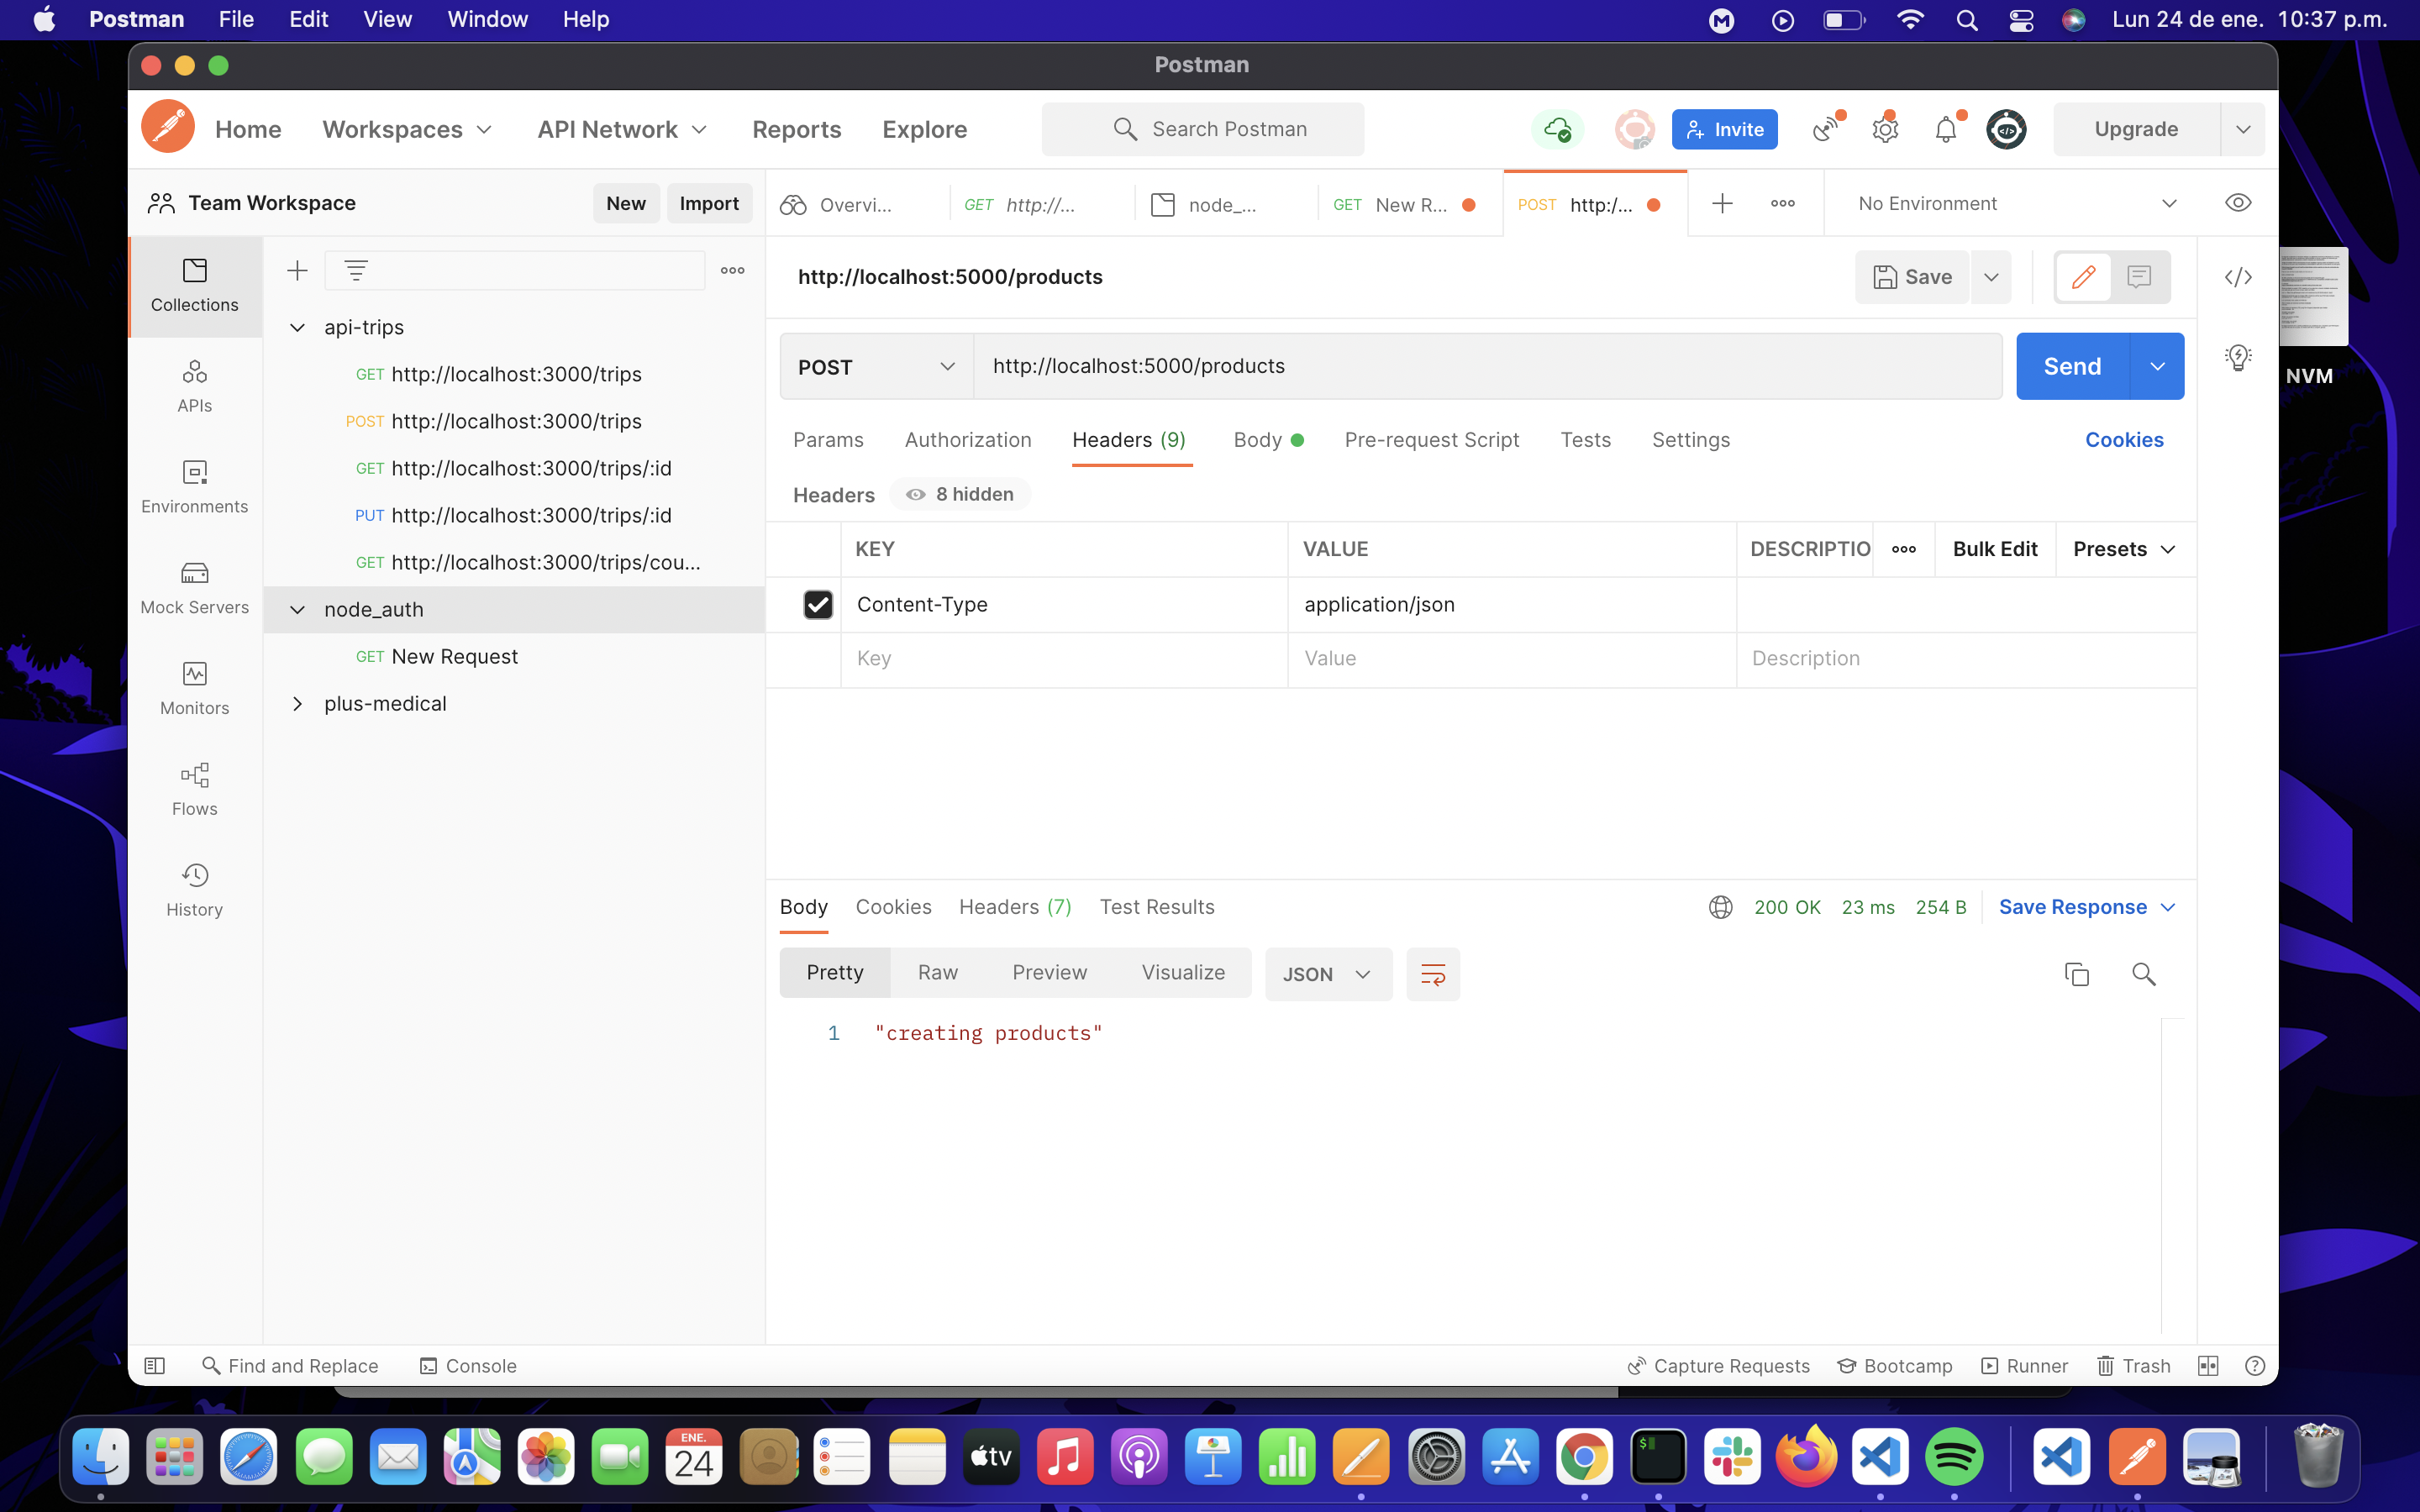 Postman File Edit View Window Help
Lun 24 de ene. 10:37 p.m.
Postman
Home Workspaces API Network Reports Explore
Search Postman
Invite
Upgrade
Team Workspace
New
Import
Overvi...
GET http://...
node_...
GET New R...
POST http:/...
No Environment
Collections
APIs
Environments
Mock Servers
Monitors
Flows
History
api-trips
GET http://localhost:3000/trips
POST http://localhost:3000/trips
GET http://localhost:3000/trips/:id
PUT http://localhost:3000/trips/:id
GET http://localhost:3000/trips/cou...
node_auth
GET New Request
plus-medical
http://localhost:5000/products
Save
POST
http://localhost:5000/products
Send
Params Authorization Headers (9) Body Pre-request Script Tests Settings
Cookies
Headers 8 hidden
KEY VALUE DESCRIPTIO
Bulk Edit Presets
Content-Type application/json
Key Value Description
Body Cookies Headers (7) Test Results
200 OK 23 ms 254 B
Save Response
Pretty Raw Preview Visualize
JSON
1 "creating products"
Find and Replace
Console
Capture Requests
Bootcamp
Runner
Trash
NVM
ENE.
24
tv